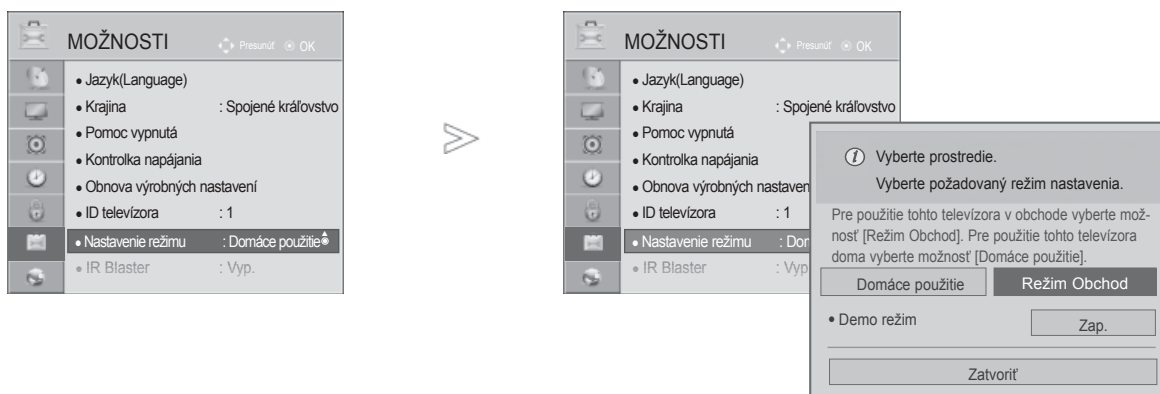 MOŽNOSTI
Presunúť OK
• Jazyk(Language)
• Krajina : Spojené kráľovstvo
• Pomoc vypnutá
• Kontrolka napájania
• Obnova výrobných nastavení
• ID televízora : 1
• Nastavenie režimu : Domáce použitie
• IR Blaster : Vyp.
MOŽNOSTI
Presunúť OK
• Jazyk(Language)
• Krajina : Spojené kráľovstvo
• Pomoc vypnutá
• Kontrolka napájania
• Obnova výrobných nastaven
• ID televízora : 1
• Nastavenie režimu : Dor
• IR Blaster : Vyp
i Vyberte prostredie.
Vyberte požadovaný režim nastavenia.
Pre použitie tohto televízora v obchode vyberte mož-
nosť [Režim Obchod]. Pre použitie tohto televízora
doma vyberte možnosť [Domáce použitie].
Domáce použitie Režim Obchod
• Demo režim Zap.
Zatvoriť